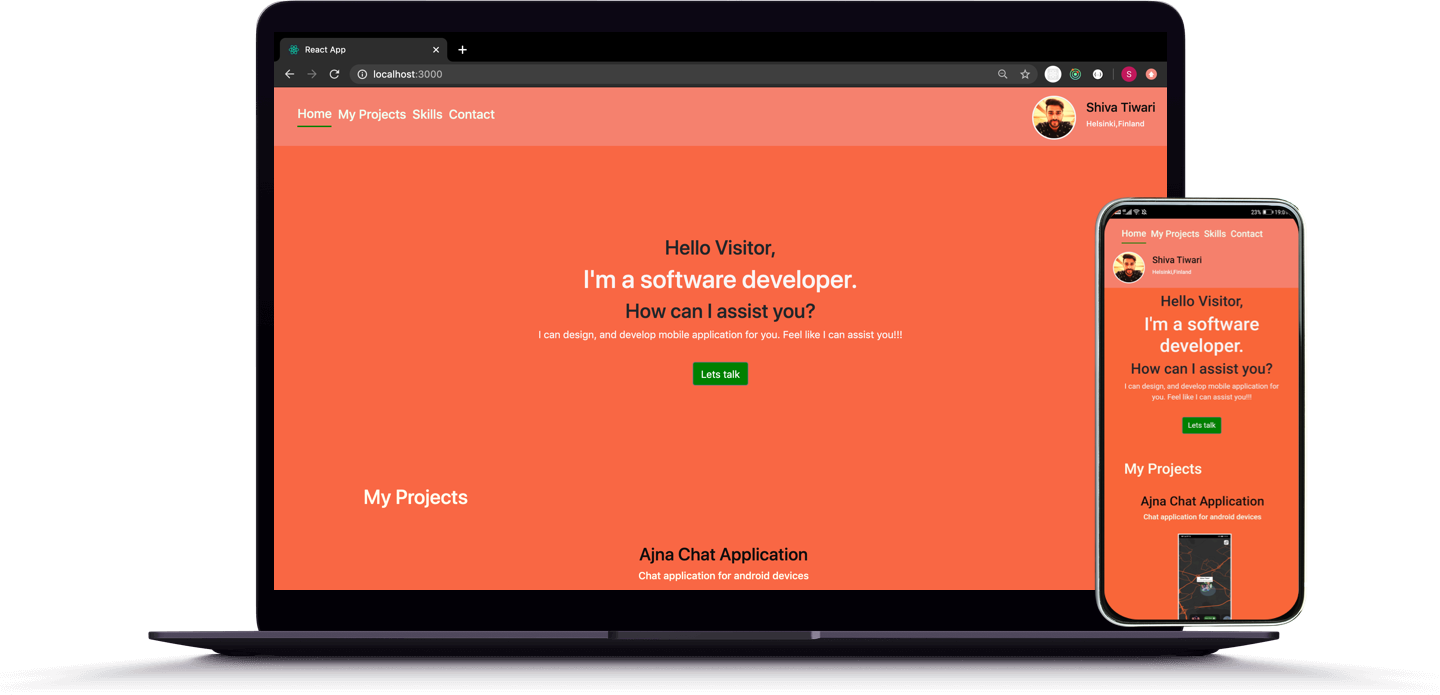 React App
localhost:3000
S
Home My Projects Skills Contact
Shiva Tiwari
Helsinki,Finland
Hello Visitor,
I'm a software developer.
How can I assist you?
I can design, and develop mobile application for you. Feel like I can assist you!!!
Lets talk
My Projects
Ajna Chat Application
Chat application for android devices
23%
Home My Projects Skills Contact
Shiva Tiwari
Helsinki,Finland
Hello Visitor,
I'm a software
developer.
How can I assist you?
I can design, and develop mobile application for
you. Feel like I can assist you!!!
Lets talk
My Projects
Ajna Chat Application
Chat application for android devices